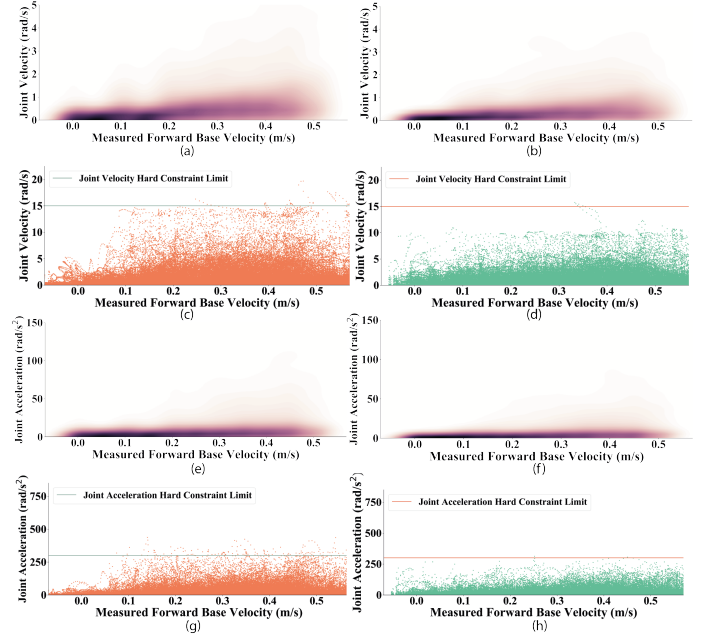 5
4
3
2
1
0
Joint Velocity (rad/s)
0.0 0.1 0.2 0.3 0.4 0.5
Measured Forward Base Velocity (m/s)
(a)
5
4
3
2
1
0
Joint Velocity (rad/s)
0.0 0.1 0.2 0.3 0.4 0.5
Measured Forward Base Velocity (m/s)
(b)
20
15
10
5
0
Joint Velocity (rad/s)
Joint Velocity Hard Constraint Limit
0.0 0.1 0.2 0.3 0.4 0.5
Measured Forward Base Velocity (m/s)
(c)
20
15
10
5
0
Joint Velocity (rad/s)
Joint Velocity Hard Constraint Limit
0.0 0.1 0.2 0.3 0.4 0.5
Measured Forward Base Velocity (m/s)
(d)
150
100
50
0
Joint Acceleration (rad/s²)
0.0 0.1 0.2 0.3 0.4 0.5
Measured Forward Base Velocity (m/s)
(e)
150
100
50
0
Joint Acceleration (rad/s²)
0.0 0.1 0.2 0.3 0.4 0.5
Measured Forward Base Velocity (m/s)
(f)
750
500
250
0
Joint Acceleration (rad/s²)
Joint Acceleration Hard Constraint Limit
0.0 0.1 0.2 0.3 0.4 0.5
Measured Forward Base Velocity (m/s)
(g)
750
500
250
0
Joint Acceleration (rad/s²)
Joint Acceleration Hard Constraint Limit
0.0 0.1 0.2 0.3 0.4 0.5
Measured Forward Base Velocity (m/s)
(h)